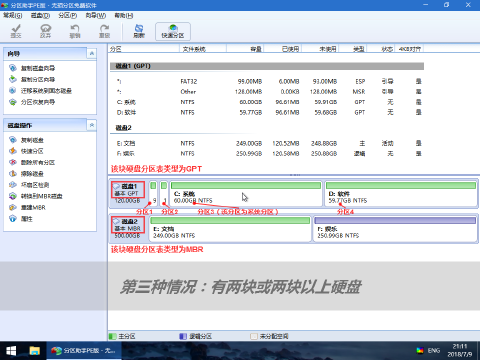 分区助手PE版 - 无损分区免费软件
常规(G) 磁盘(D) 分区(P) 向导(W) 帮助(H)
提交 放弃 撤销 重做 刷新 快速分区
向导
复制磁盘向导
复制分区向导
迁移系统到固态磁盘
分区恢复向导
磁盘操作
复制磁盘
快速分区
删除所有分区
擦除磁盘
坏扇区检测
转换到MBR磁盘
重建MBR
属性
分区 文件系统 容量 已使用 未使用 类型 状态 4KB对齐
磁盘1 (GPT)
*: FAT32 99.00MB 6.00MB 93.00MB ESP 引导 是
*: Other 128.00MB 0.00KB 128.00MB MSR 引导 是
C: 系统 NTFS 60.00GB 96.61MB 59.91GB GPT 无 是
D: 软件 NTFS 59.77GB 96.61MB 59.68GB GPT 无 是
磁盘2
E: 文档 NTFS 249.00GB 120.52MB 248.88GB 主 活动 是
F: 娱乐 NTFS 250.99GB 120.58MB 250.88GB 逻辑 无 是
该块硬盘分区表类型为GPT
磁盘1
基本 GPT
120.00GB
9
1
C: 系统
60.00GB NTFS
D: 软件
59.77GB NTFS
分区1 分区2 分区3（该分区为系统分区） 分区4
磁盘2
基本 MBR
500.00GB
E: 文档
249.00GB NTFS
F: 娱乐
250.99GB NTFS
该块硬盘分区表类型为MBR
第三种情况：有两块或两块以上硬盘
主分区 逻辑分区 未分配空间
分区助手PE版 - 无...
ENG
21:11
2018/7/9